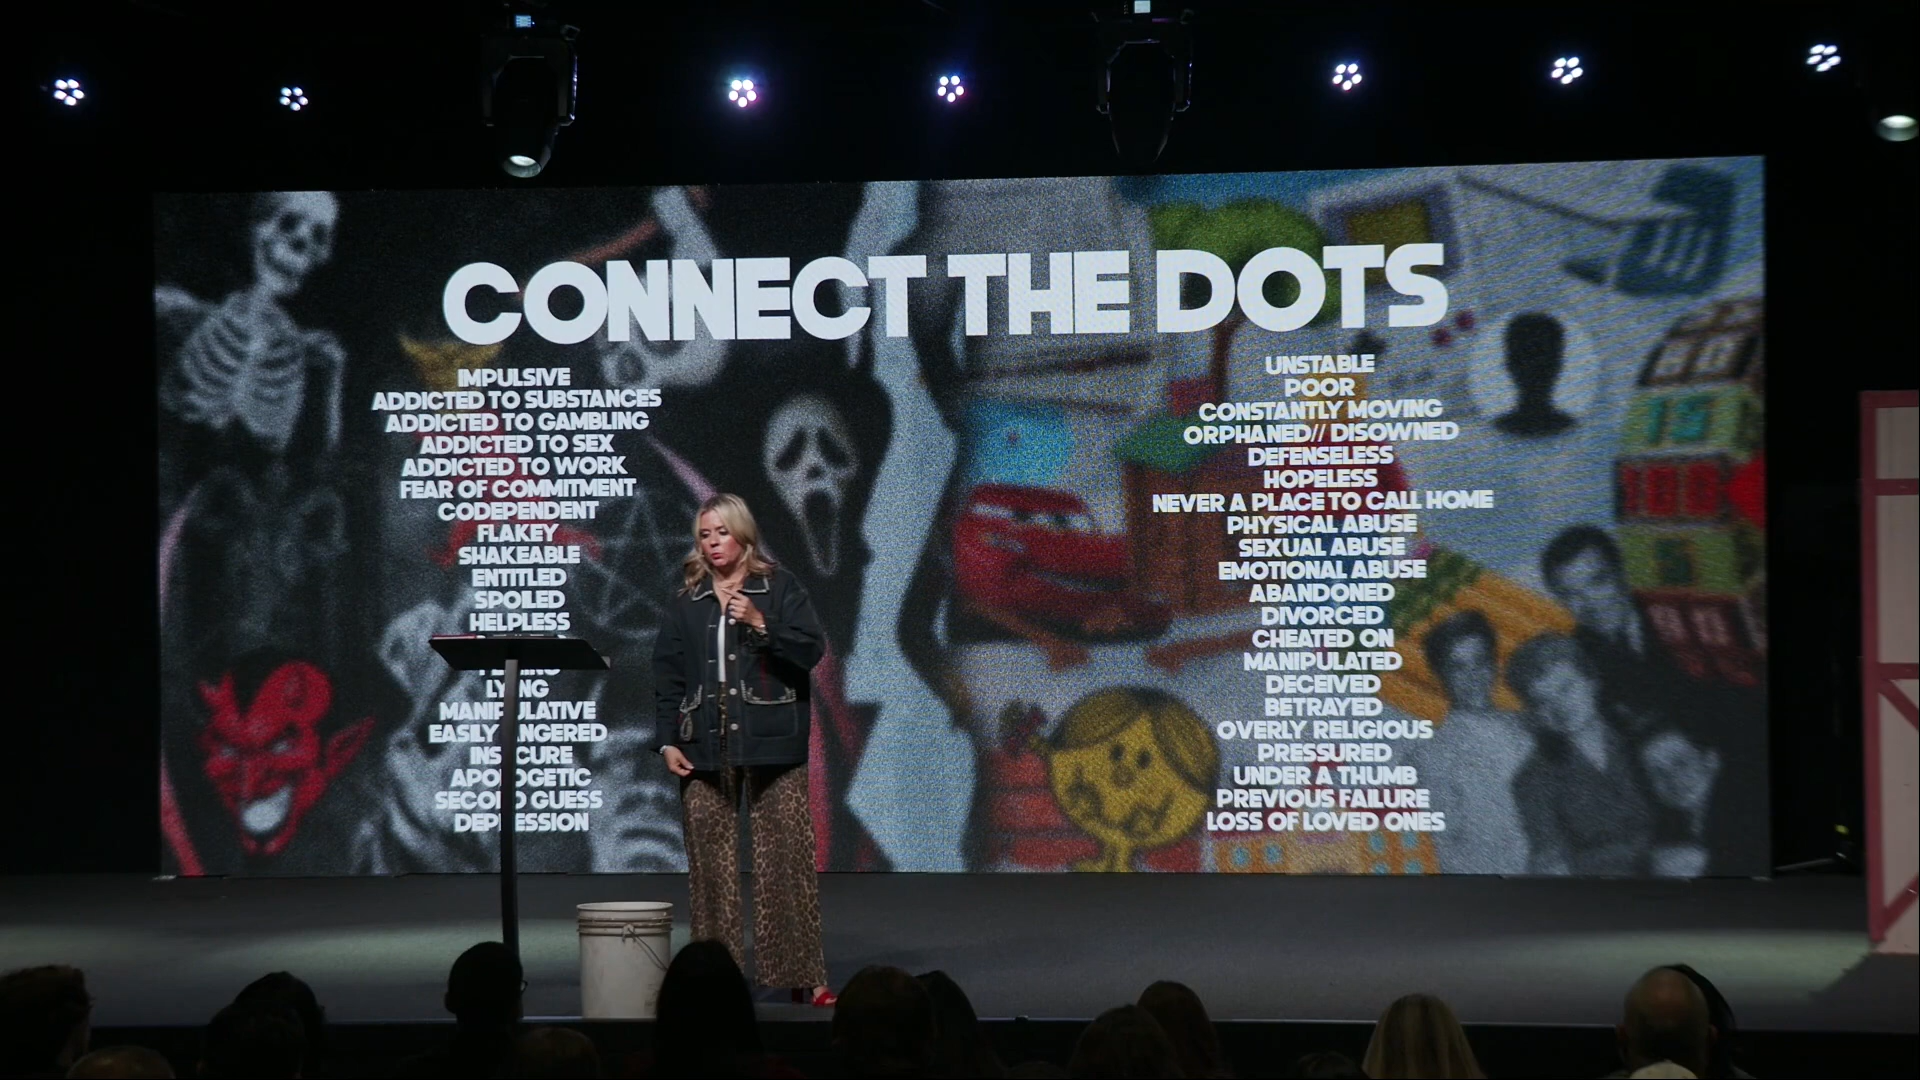 CONNECT THE DOTS
IMPULSIVE
ADDICTED TO SUBSTANCES
ADDICTED TO GAMBLING
ADDICTED TO SEX
ADDICTED TO WORK
FEAR OF COMMITMENT
CODEPENDENT
FLAKEY
SHAKEABLE
ENTITLED
SPOILED
HELPLESS
LYING
MANIPULATIVE
EASILY ANGERED
INSECURE
APOLOGETIC
SECOND GUESS
DEPRESSION
UNSTABLE
POOR
CONSTANTLY MOVING
ORPHANED// DISOWNED
DEFENSELESS
HOPELESS
NEVER A PLACE TO CALL HOME
PHYSICAL ABUSE
SEXUAL ABUSE
EMOTIONAL ABUSE
ABANDONED
DIVORCED
CHEATED ON
MANIPULATED
DECEIVED
BETRAYED
OVERLY RELIGIOUS
PRESSURED
UNDER A THUMB
PREVIOUS FAILURE
LOSS OF LOVED ONES